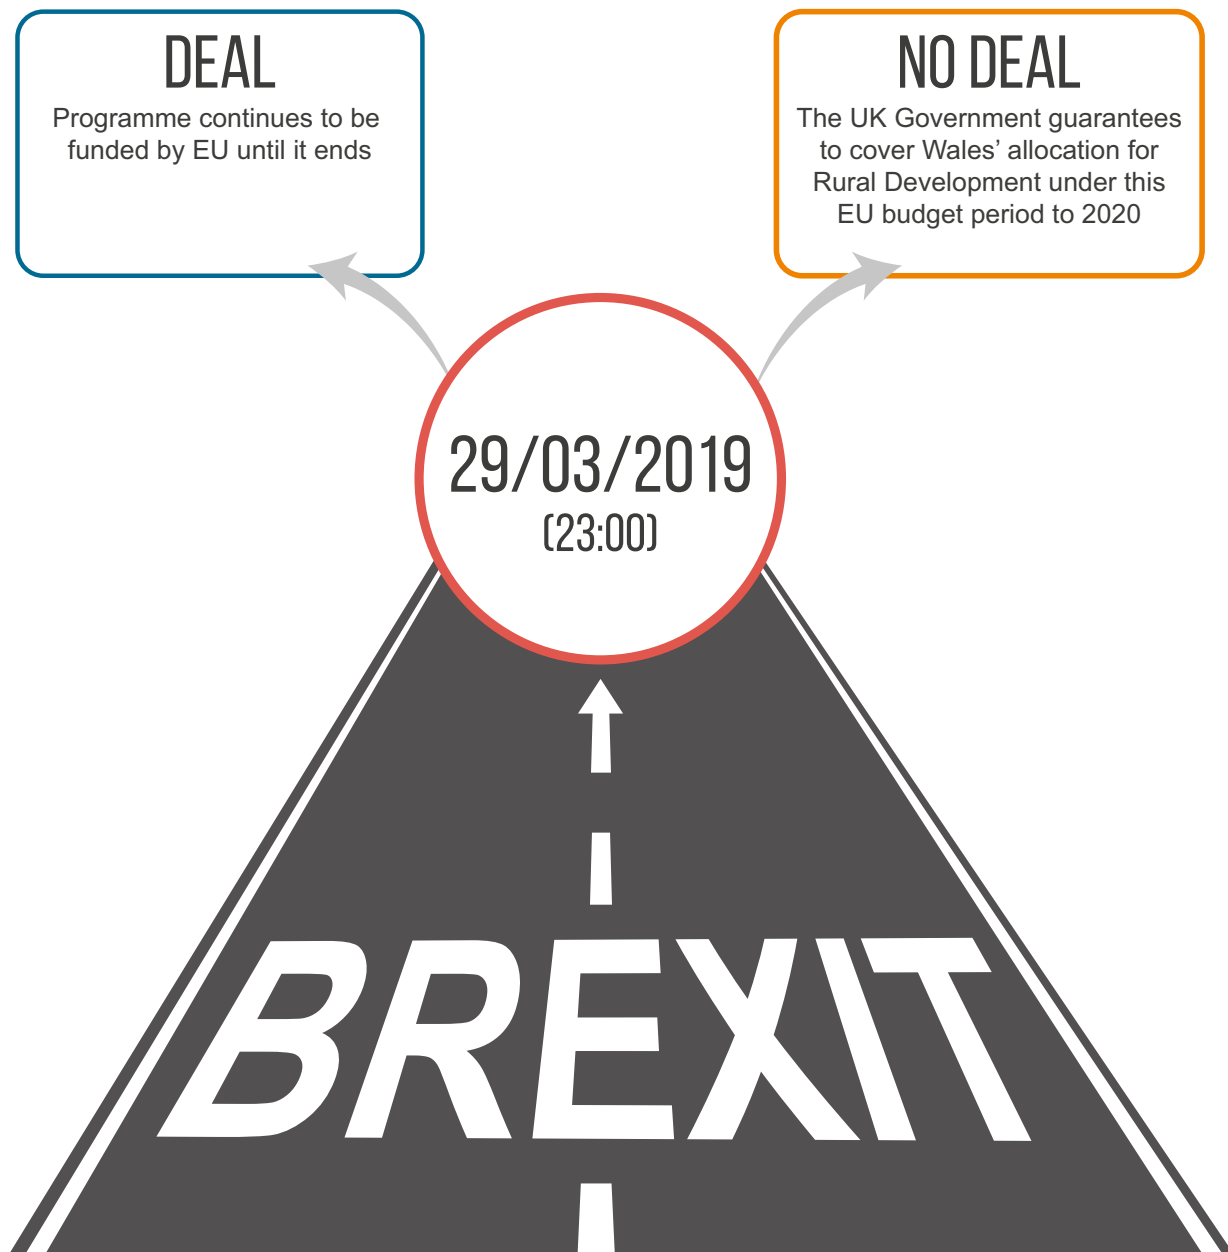 DEAL
Programme continues to be
funded by EU until it ends
NO DEAL
The UK Government guarantees
to cover Wales’ allocation for
Rural Development under this
EU budget period to 2020
29/03/2019
(23:00)
BREXIT